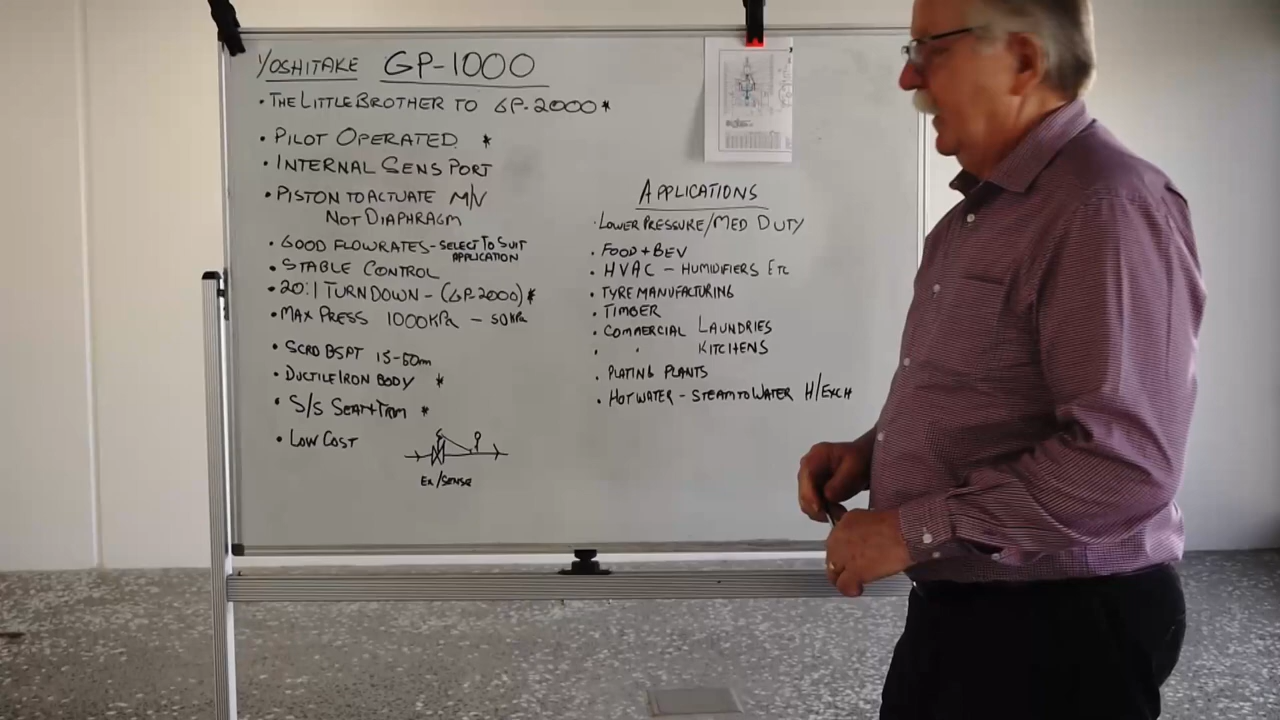 YOSHITAKE GP-1000
• THE LITTLE BROTHER TO GP-2000 *
• PILOT OPERATED *
• INTERNAL SENS PORT
• PISTON TO ACTUATE M/V
NOT DIAPHRAGM
• GOOD FLOWRATES - SELECT TO SUIT
APPLICATION
• STABLE CONTROL
• 20:1 TURNDOWN - (GP-2000) *
• MAX PRESS 1000KPA - 50KPA
• SCRD BSPT 15-50m
• DUCTILE IRON BODY *
• S/S SEAT + TRIM *
• LOW COST
EX/SENSE
APPLICATIONS
• LOWER PRESSURE/MED DUTY
• FOOD + BEV
• HVAC - HUMIDIFIERS ETC
• TYRE MANUFACTURING
• TIMBER
• COMMERCIAL LAUNDRIES
• " KITCHENS
• PLATING PLANTS
• HOT WATER - STEAM TO WATER H/EXCH